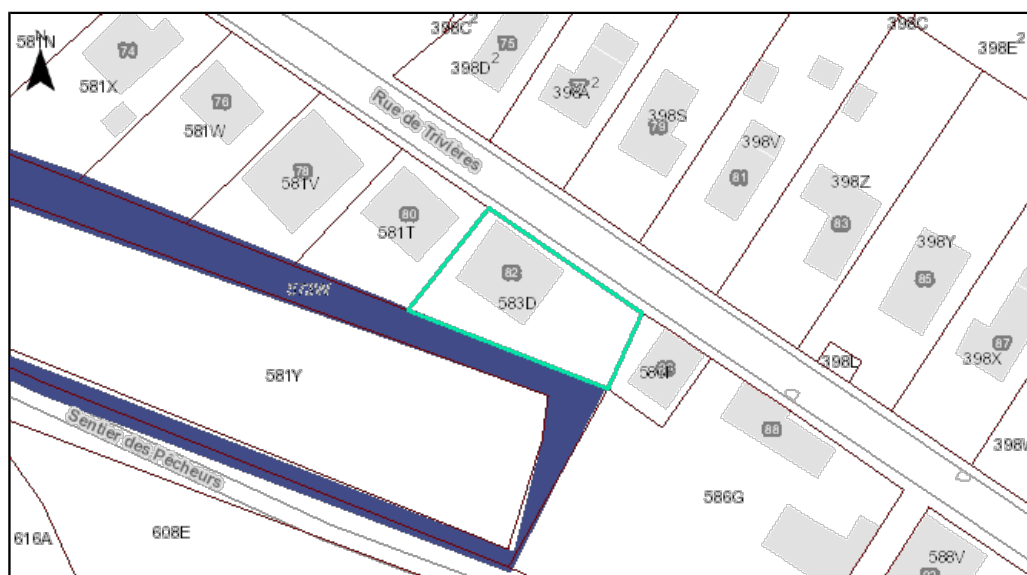 581N
N
74
581X
76
581W
78
581V
80
581T
398C²
75
398D²
77
398A²
79
398S
398V
81
398Z
83
398C
398E²
398Y
85
87
398X
398L
398W
Rue de Trivières
82
583D
581Y
Sentier des Pêcheurs
88
586G
588V
608E
616A